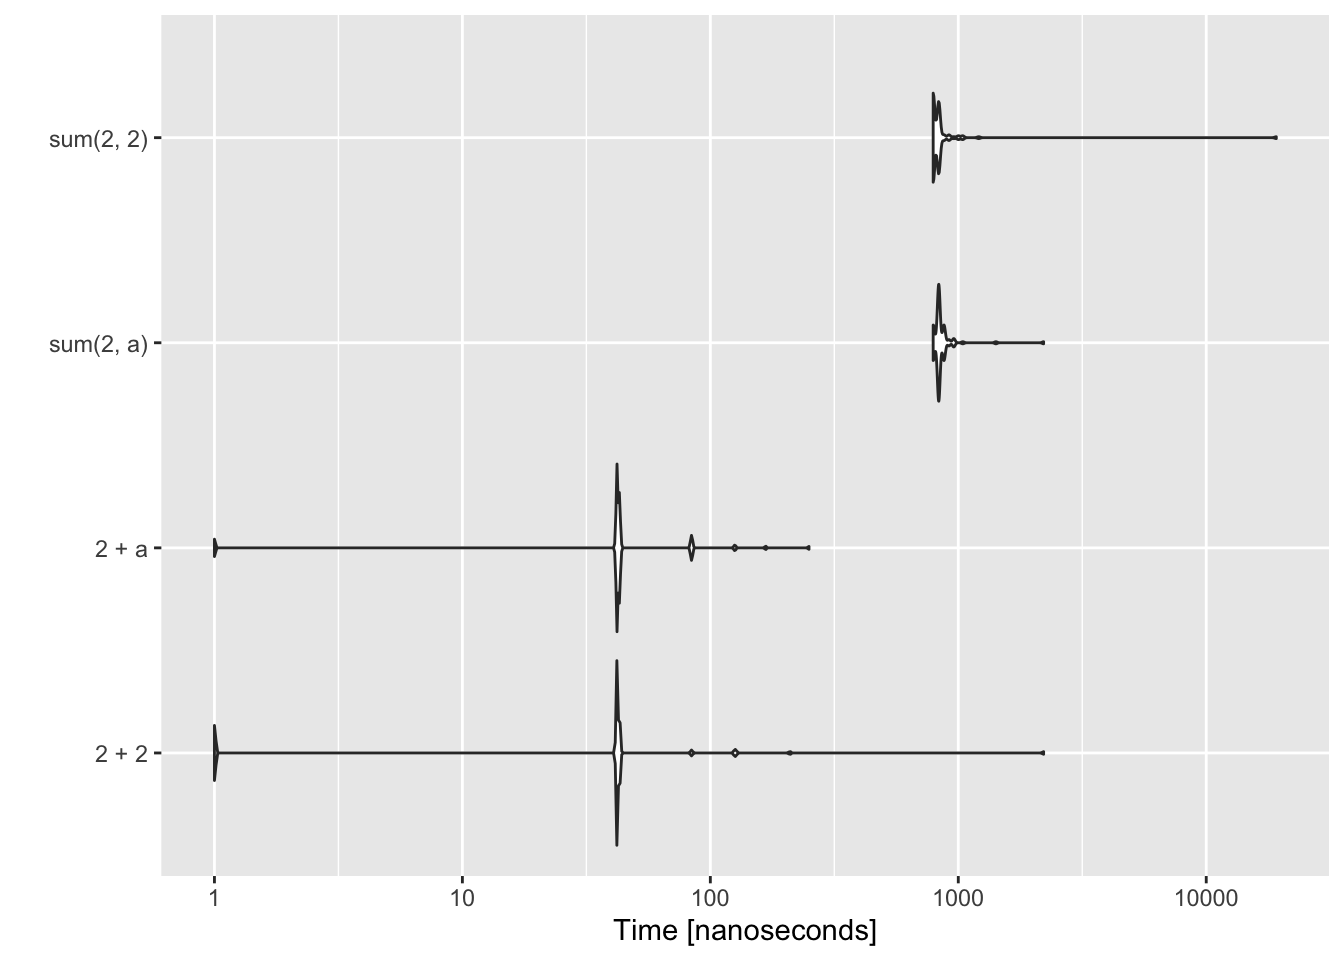 sum(2, 2)
sum(2, a)
2 + a
2 + 2
1 10 100 1000 10000
Time [nanoseconds]